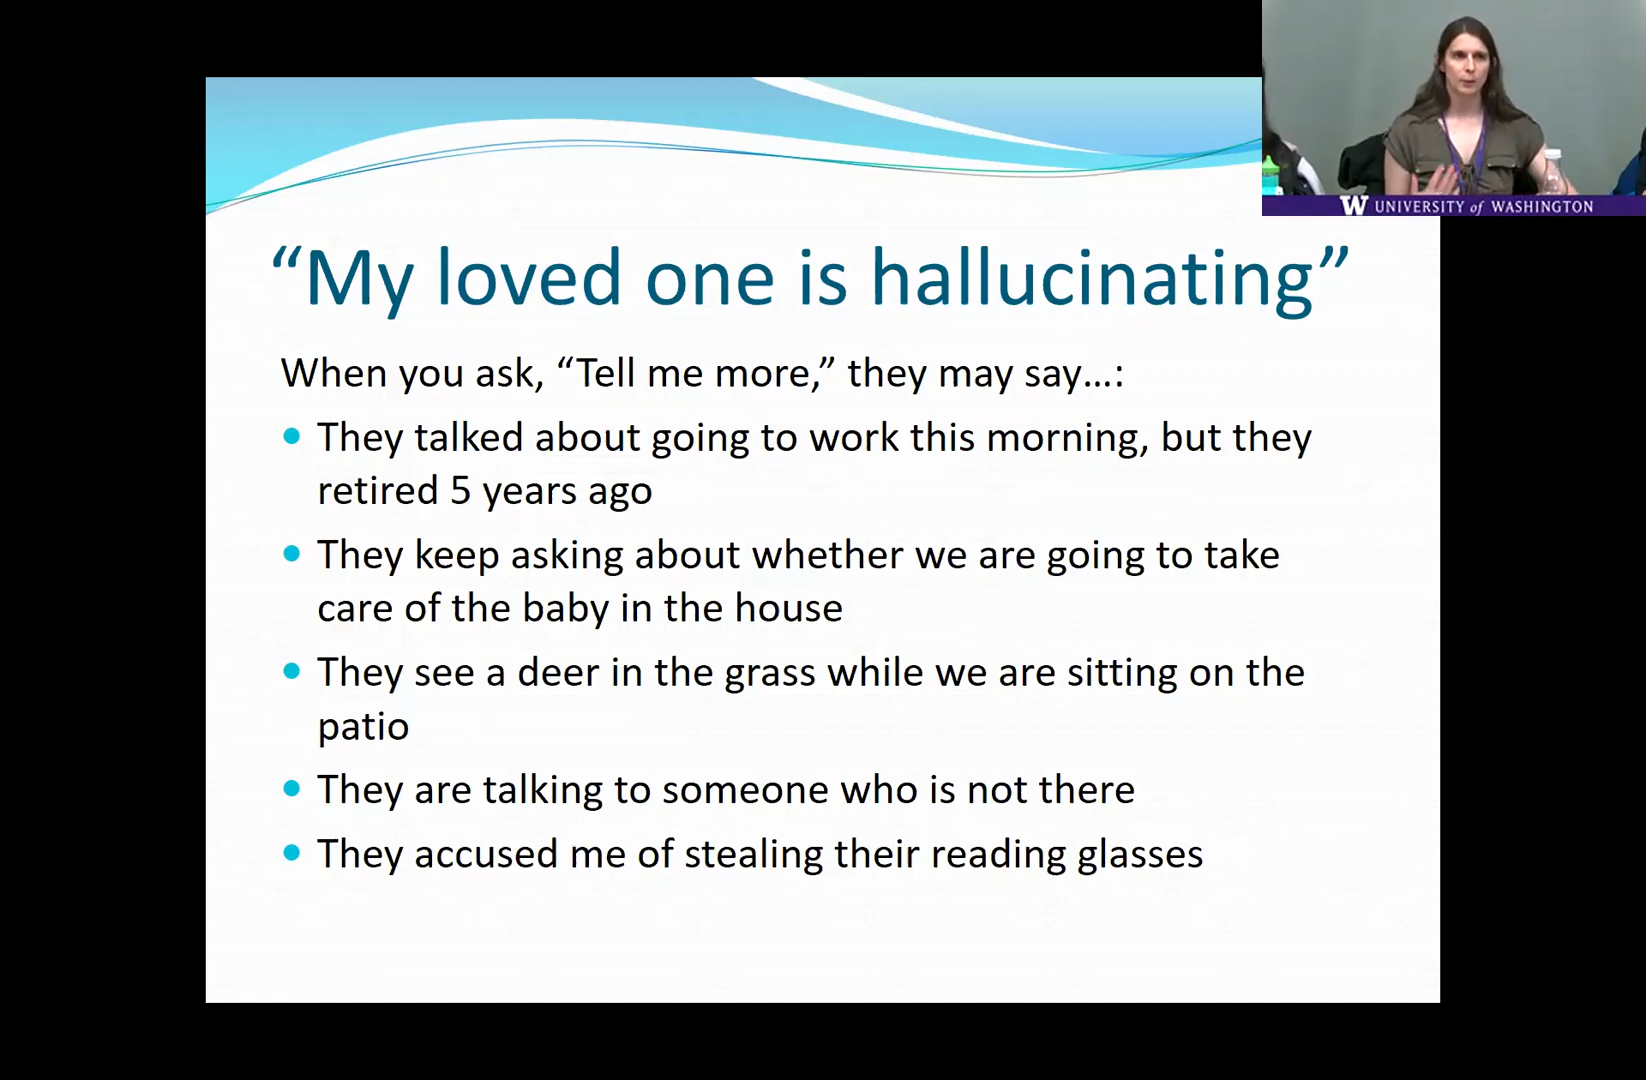 W UNIVERSITY of WASHINGTON
“My loved one is hallucinating”
When you ask, “Tell me more,” they may say…:
• They talked about going to work this morning, but they
retired 5 years ago
• They keep asking about whether we are going to take
care of the baby in the house
• They see a deer in the grass while we are sitting on the
patio
• They are talking to someone who is not there
• They accused me of stealing their reading glasses